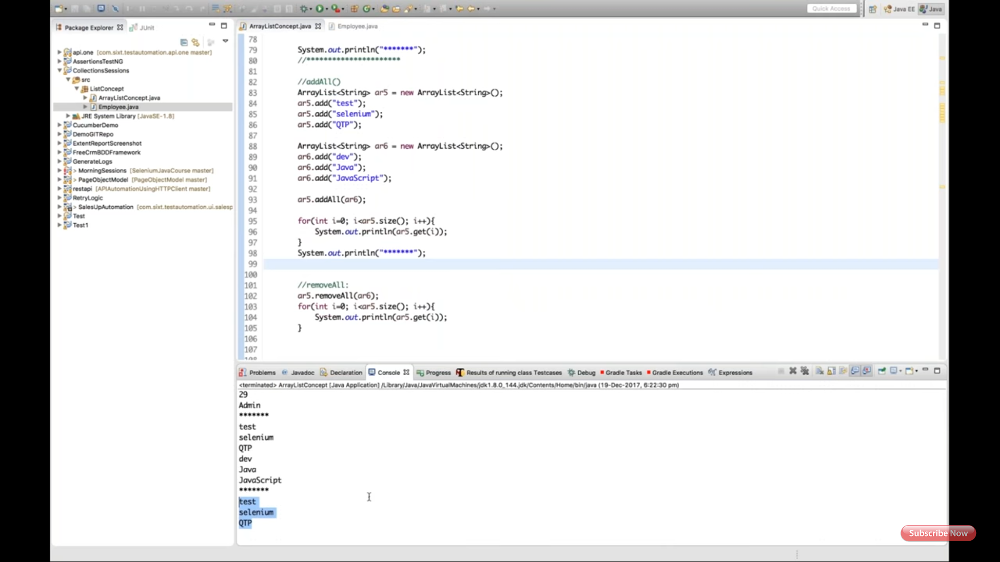 Quick Access
Java EE
Java
Package Explorer
JUnit
api.one [com.sixt.testautomation.api.one master]
AssertionsTestNG
CollectionsSessions
src
ListConcept
ArrayListConcept.java
Employee.java
JRE System Library [JavaSE-1.8]
CucumberDemo
DemoGITRepo
ExtentReportScreenshot
FreeCrmBDDFramework
GenerateLogs
> MorningSessions [SeleniumJavaCourse master]
> PageObjectModel [PageObjectModel master]
restapi [APIAutomationUsingHTTPClient master]
RetryLogic
> SalesUpAutomation [com.sixt.testautomation.ui.salesp
Test
Test1
ArrayListConcept.java
Employee.java
78
79 System.out.println("*******");
80 //**********************
81
82 //addAll()
83 ArrayList<String> ar5 = new ArrayList<String>();
84 ar5.add("test");
85 ar5.add("selenium");
86 ar5.add("QTP");
87
88 ArrayList<String> ar6 = new ArrayList<String>();
89 ar6.add("dev");
90 ar6.add("Java");
91 ar6.add("JavaScript");
92
93 ar5.addAll(ar6);
94
95 for(int i=0; i<ar5.size(); i++){
96 System.out.println(ar5.get(i));
97 }
98 System.out.println("*******");
99
100
101 //removeAll:
102 ar5.removeAll(ar6);
103 for(int i=0; i<ar5.size(); i++){
104 System.out.println(ar5.get(i));
105 }
106
107
108
Problems @ Javadoc Declaration Console Progress Results of running class Testcases Debug Gradle Tasks Gradle Executions Expressions
<terminated> ArrayListConcept [Java Application] /Library/Java/JavaVirtualMachines/jdk1.8.0_144.jdk/Contents/Home/bin/java (19-Dec-2017, 6:22:30 pm)
29
Admin
*******
test
selenium
QTP
dev
Java
JavaScript
*******
test
selenium
QTP
Subscribe Now